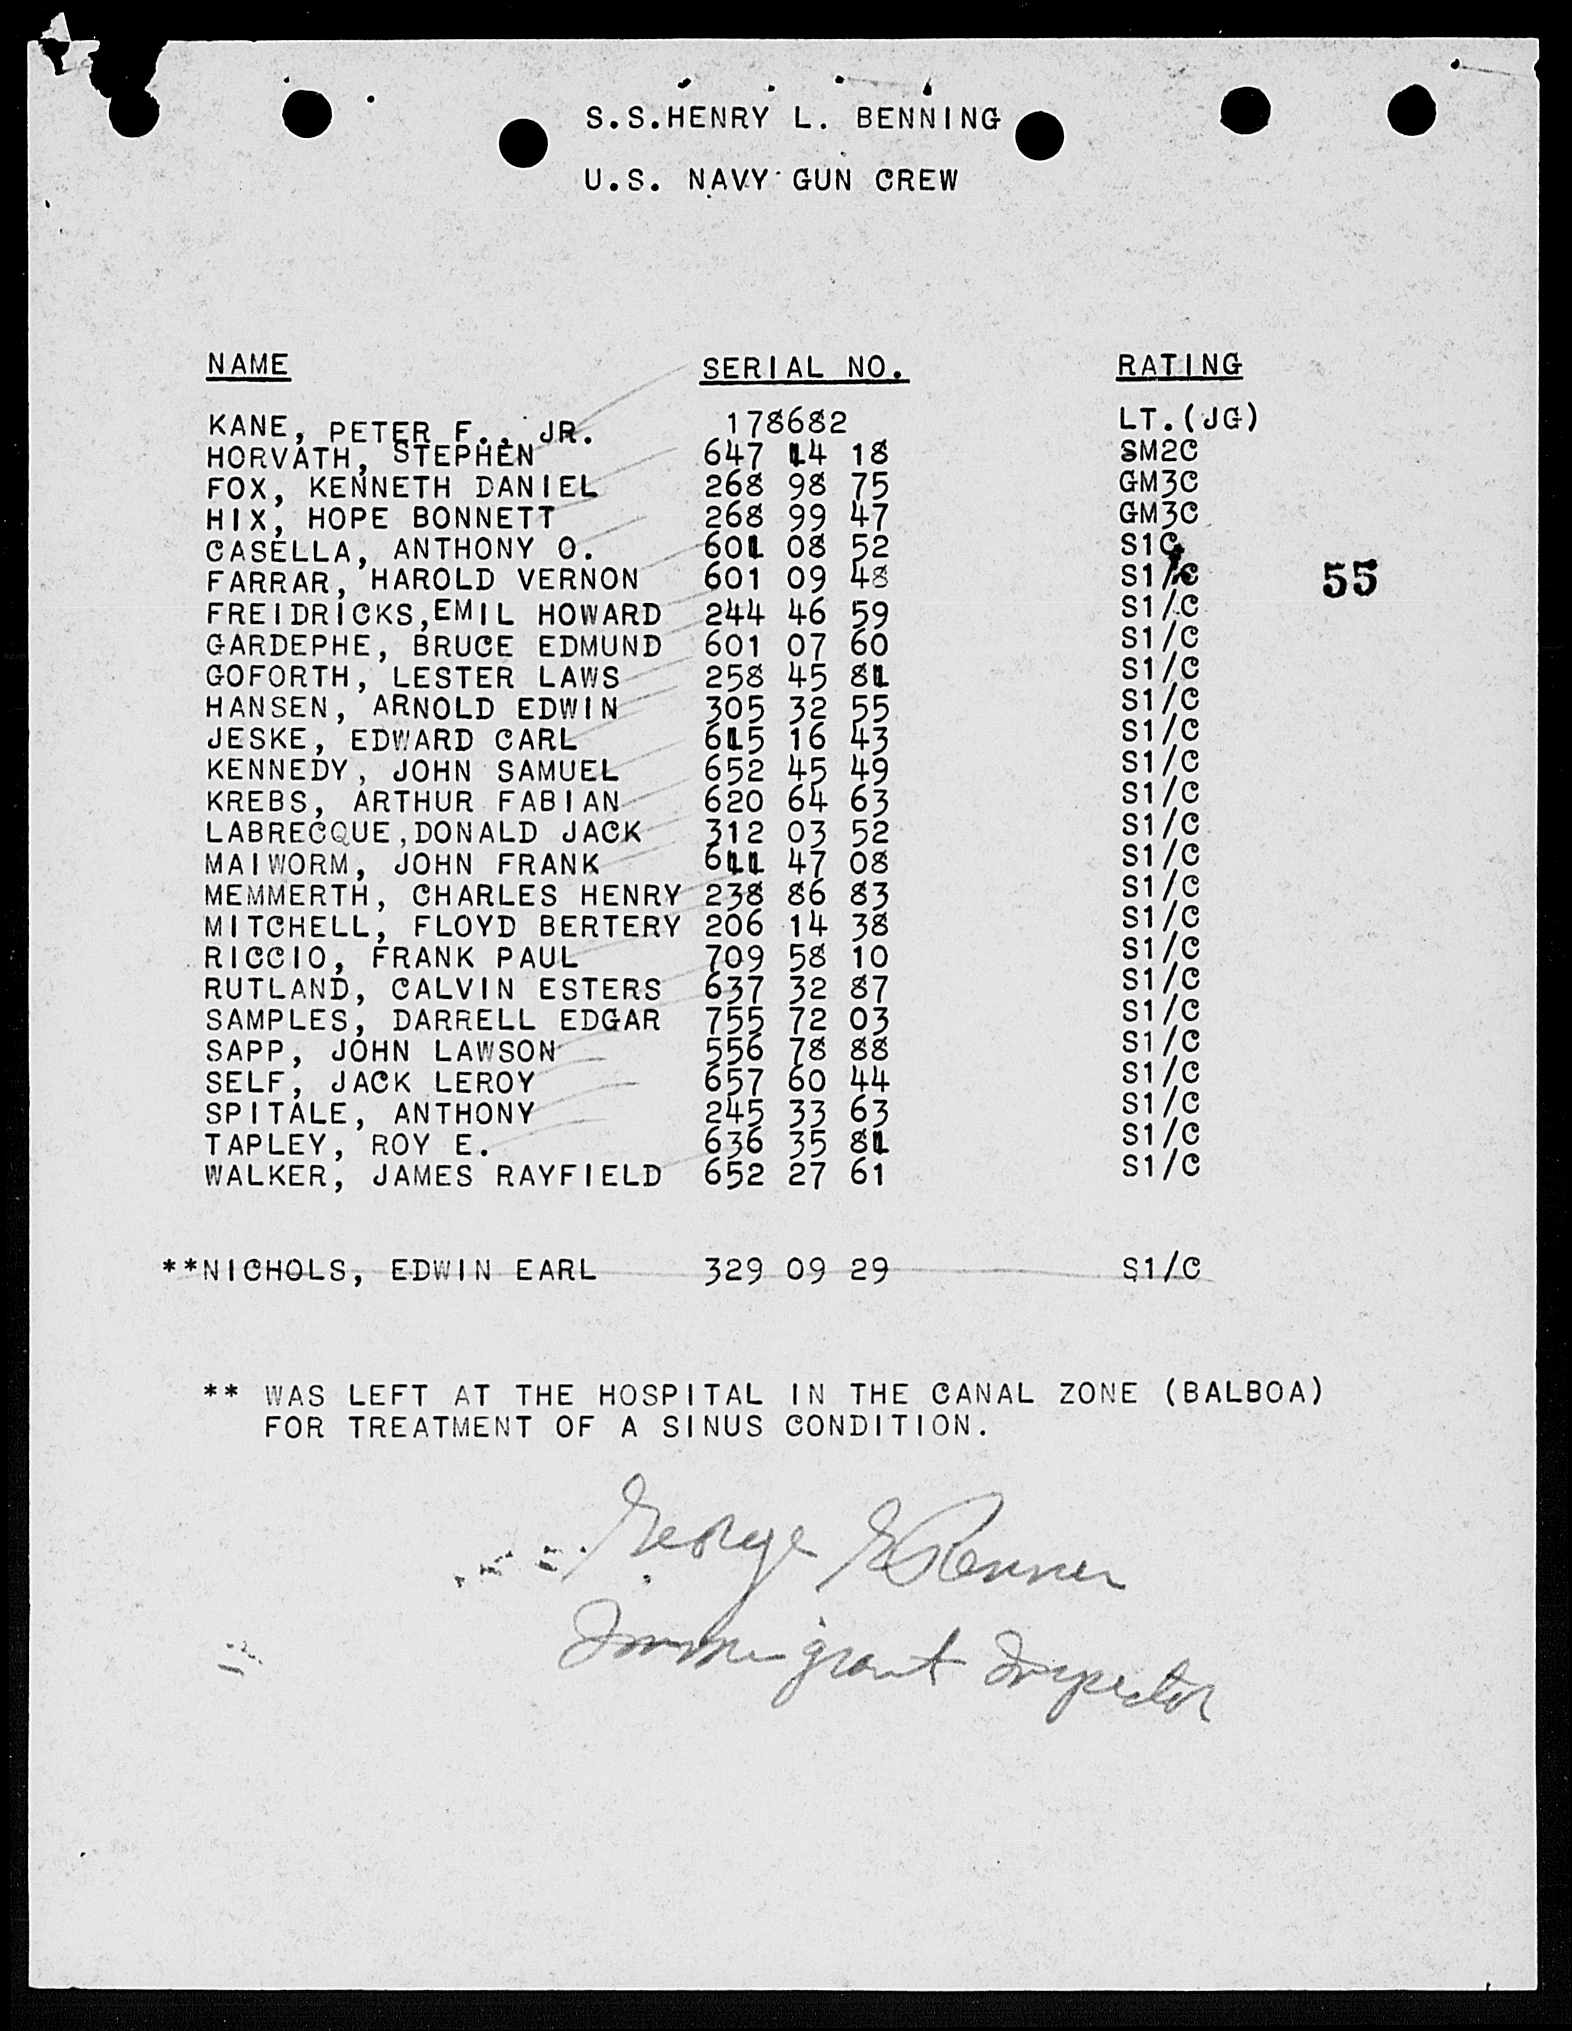 S.S.HENRY L. BENNING
U.S. NAVY GUN CREW
NAME SERIAL NO. RATING
KANE, PETER F., JR. 178682 LT.(JG)
HORVATH, STEPHEN 647 14 18 SM2C
FOX, KENNETH DANIEL 268 98 75 GM3C
HIX, HOPE BONNETT 268 99 47 GM3C
CASELLA, ANTHONY O. 601 08 52 S1C
FARRAR, HAROLD VERNON 601 09 48 S1/C
55
FREIDRICKS,EMIL HOWARD 244 46 59 S1/C
GARDEPHE, BRUCE EDMUND 601 07 60 S1/C
GOFORTH, LESTER LAWS 258 45 81 S1/C
HANSEN, ARNOLD EDWIN 305 32 55 S1/C
JESKE, EDWARD CARL 615 16 43 S1/C
KENNEDY, JOHN SAMUEL 652 45 49 S1/C
KREBS, ARTHUR FABIAN 620 64 63 S1/C
LABRECQUE,DONALD JACK 312 03 52 S1/C
MAIWORM, JOHN FRANK 611 47 08 S1/C
MEMMERTH, CHARLES HENRY 238 86 83 S1/C
MITCHELL, FLOYD BERTERY 206 14 38 S1/C
RICCIO, FRANK PAUL 709 58 10 S1/C
RUTLAND, CALVIN ESTERS 637 32 87 S1/C
SAMPLES, DARRELL EDGAR 755 72 03 S1/C
SAPP, JOHN LAWSON 556 78 88 S1/C
SELF, JACK LEROY 657 60 44 S1/C
SPITALE, ANTHONY 245 33 63 S1/C
TAPLEY, ROY E. 636 35 81 S1/C
WALKER, JAMES RAYFIELD 652 27 61 S1/C
**NICHOLS, EDWIN EARL 329 09 29 S1/C
** WAS LEFT AT THE HOSPITAL IN THE CANAL ZONE (BALBOA)
FOR TREATMENT OF A SINUS CONDITION.
George E Renner
Immigrant Inspector